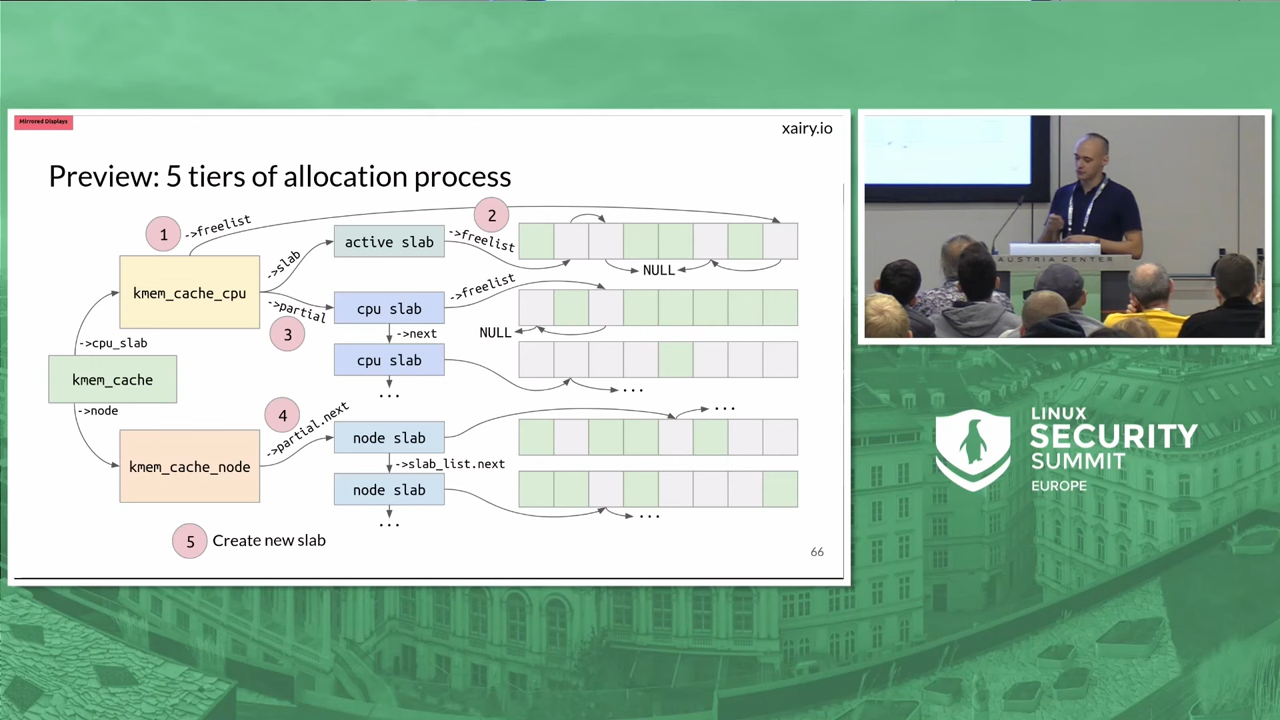 Mirrored Displays
xairy.io
Preview: 5 tiers of allocation process
1
->freelist
2
->slab
active slab
->freelist
NULL
kmem_cache_cpu
->partial
3
cpu slab
->freelist
->next
NULL
->cpu_slab
cpu slab
...
...
kmem_cache
->node
4
->partial.next
...
node slab
kmem_cache_node
->slab_list.next
node slab
...
...
5 Create new slab
66
AUSTRIA CENTER
LINUX
SECURITY
SUMMIT
EUROPE